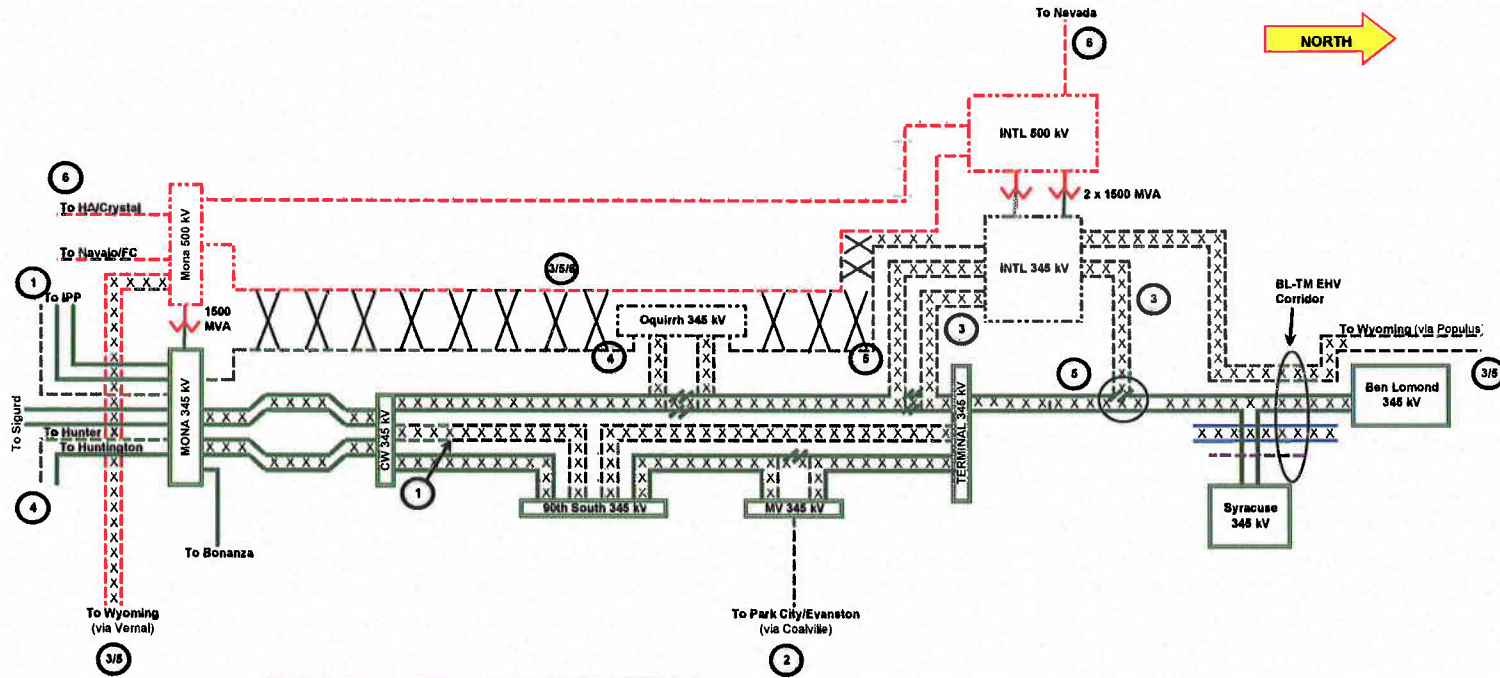 To Nevada
6
NORTH
INTL 500 kV
6
To HA/Crystal
Mona 500 kV
2 x 1500 MVA
To Navajo/FC
INTL 345 kV
3/5/6
1
To IPP
1500
MVA
Oquirrh 345 kV
4
5
3
3
BL-TM EHV
Corridor
To Wyoming (via Populus)
3/5
To Sigurd
MONA 345 kV
To Hunter
To Huntington
4
CW 345 kV
1
TERMINAL 345 kV
5
Ben Lomond
345 kV
90th South 345 kV
MV 345 kV
Syracuse
345 kV
To Bonanza
To Wyoming
(via Vernal)
3/5
To Park City/Evanston
(via Coalville)
2
X X X X X X